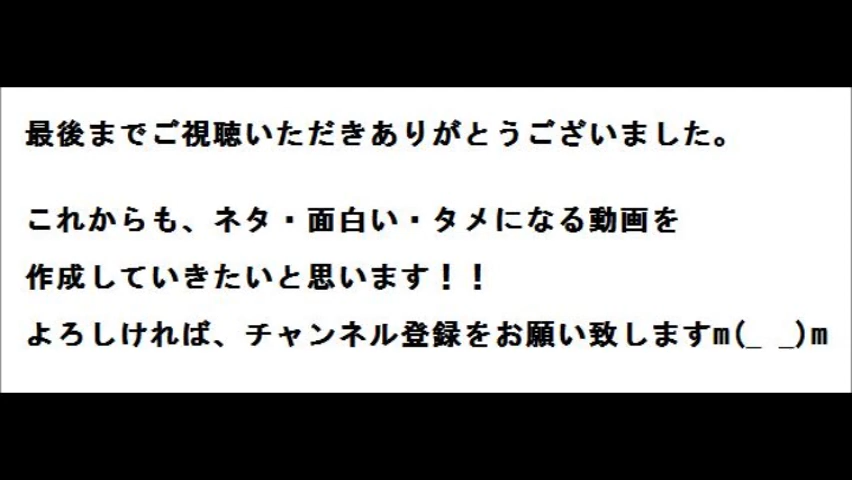 最後までご視聴いただきありがとうございました。
これからも、ネタ・面白い・タメになる動画を
作成していきたいと思います！！
よろしければ、チャンネル登録をお願い致しますm(_ _)m